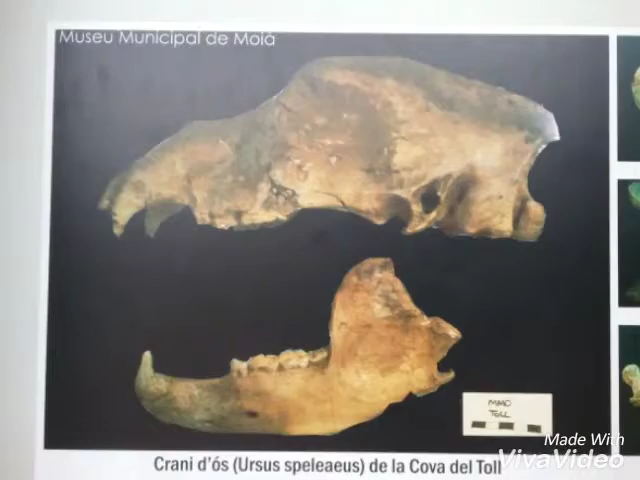 Museu Municipal de Moià
MMO
TOLL
Crani d'ós (Ursus speleaeus) de la Cova del Toll
Made With
VivaVideo